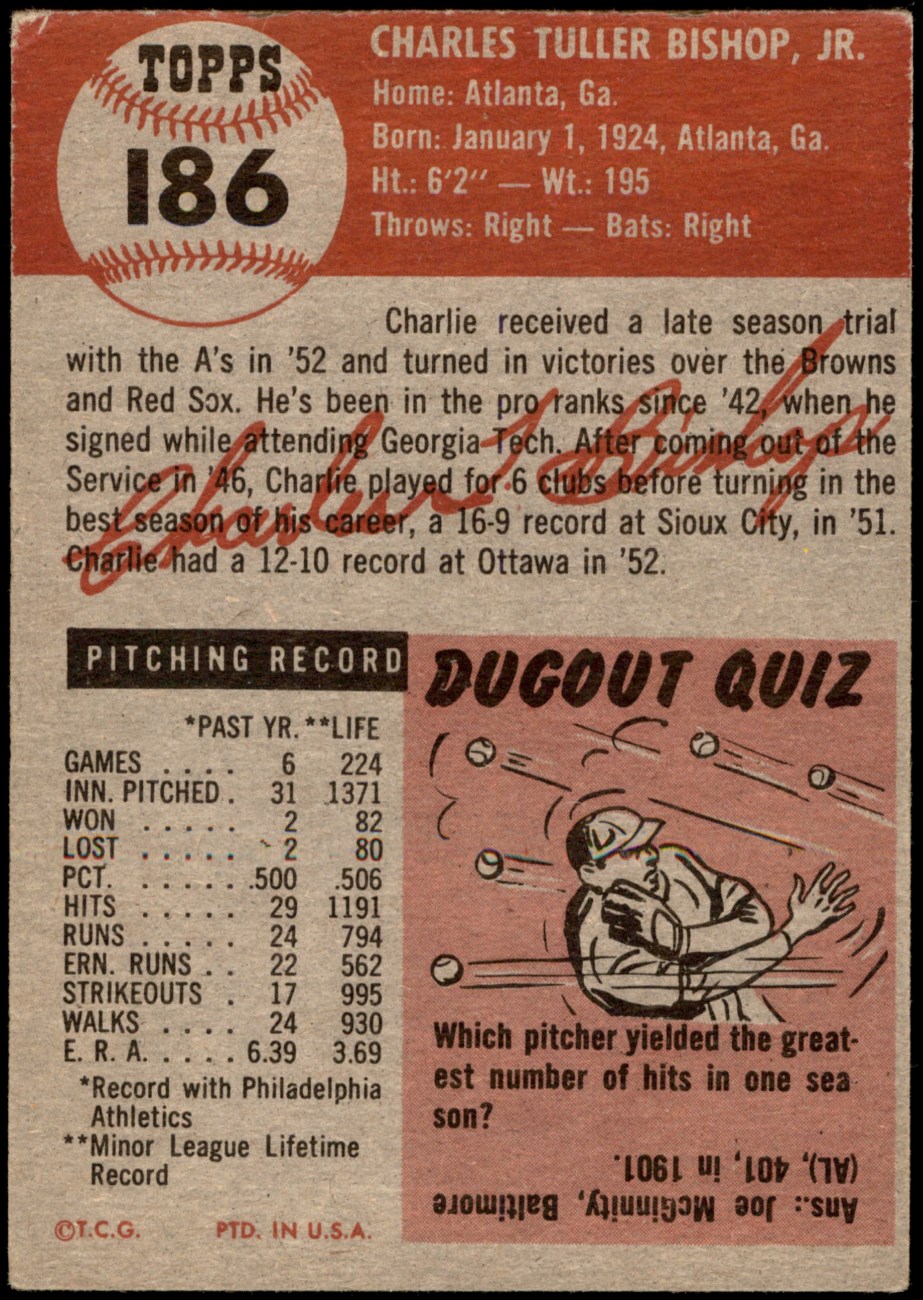 TOPPS
186
CHARLES TULLER BISHOP, JR.
Home: Atlanta, Ga.
Born: January 1, 1924, Atlanta, Ga.
Ht.: 6'2" — Wt.: 195
Throws: Right — Bats: Right
Charlie received a late season trial
with the A's in '52 and turned in victories over the Browns
and Red Sox. He's been in the pro ranks since '42, when he
signed while attending Georgia Tech. After coming out of the
Service in '46, Charlie played for 6 clubs before turning in the
best season of his career, a 16-9 record at Sioux City, in '51.
Charlie had a 12-10 record at Ottawa in '52.
Charles T. Bishop
PITCHING RECORD
*PAST YR. **LIFE
GAMES . . . . 6 224
INN. PITCHED . 31 1371
WON . . . . . 2 82
LOST . . . . . 2 80
PCT. . . . . . .500 .506
HITS . . . . . 29 1191
RUNS . . . . . 24 794
ERN. RUNS . . 22 562
STRIKEOUTS . 17 995
WALKS . . . . 24 930
E. R. A. . . . . 6.39 3.69
*Record with Philadelphia
Athletics
**Minor League Lifetime
Record
©T.C.G. PTD. IN U.S.A.
DUGOUT QUIZ
Which pitcher yielded the great-
est number of hits in one sea
son?
Ans.: Joe McGinnity, Baltimore
(AL), 401, in 1901.